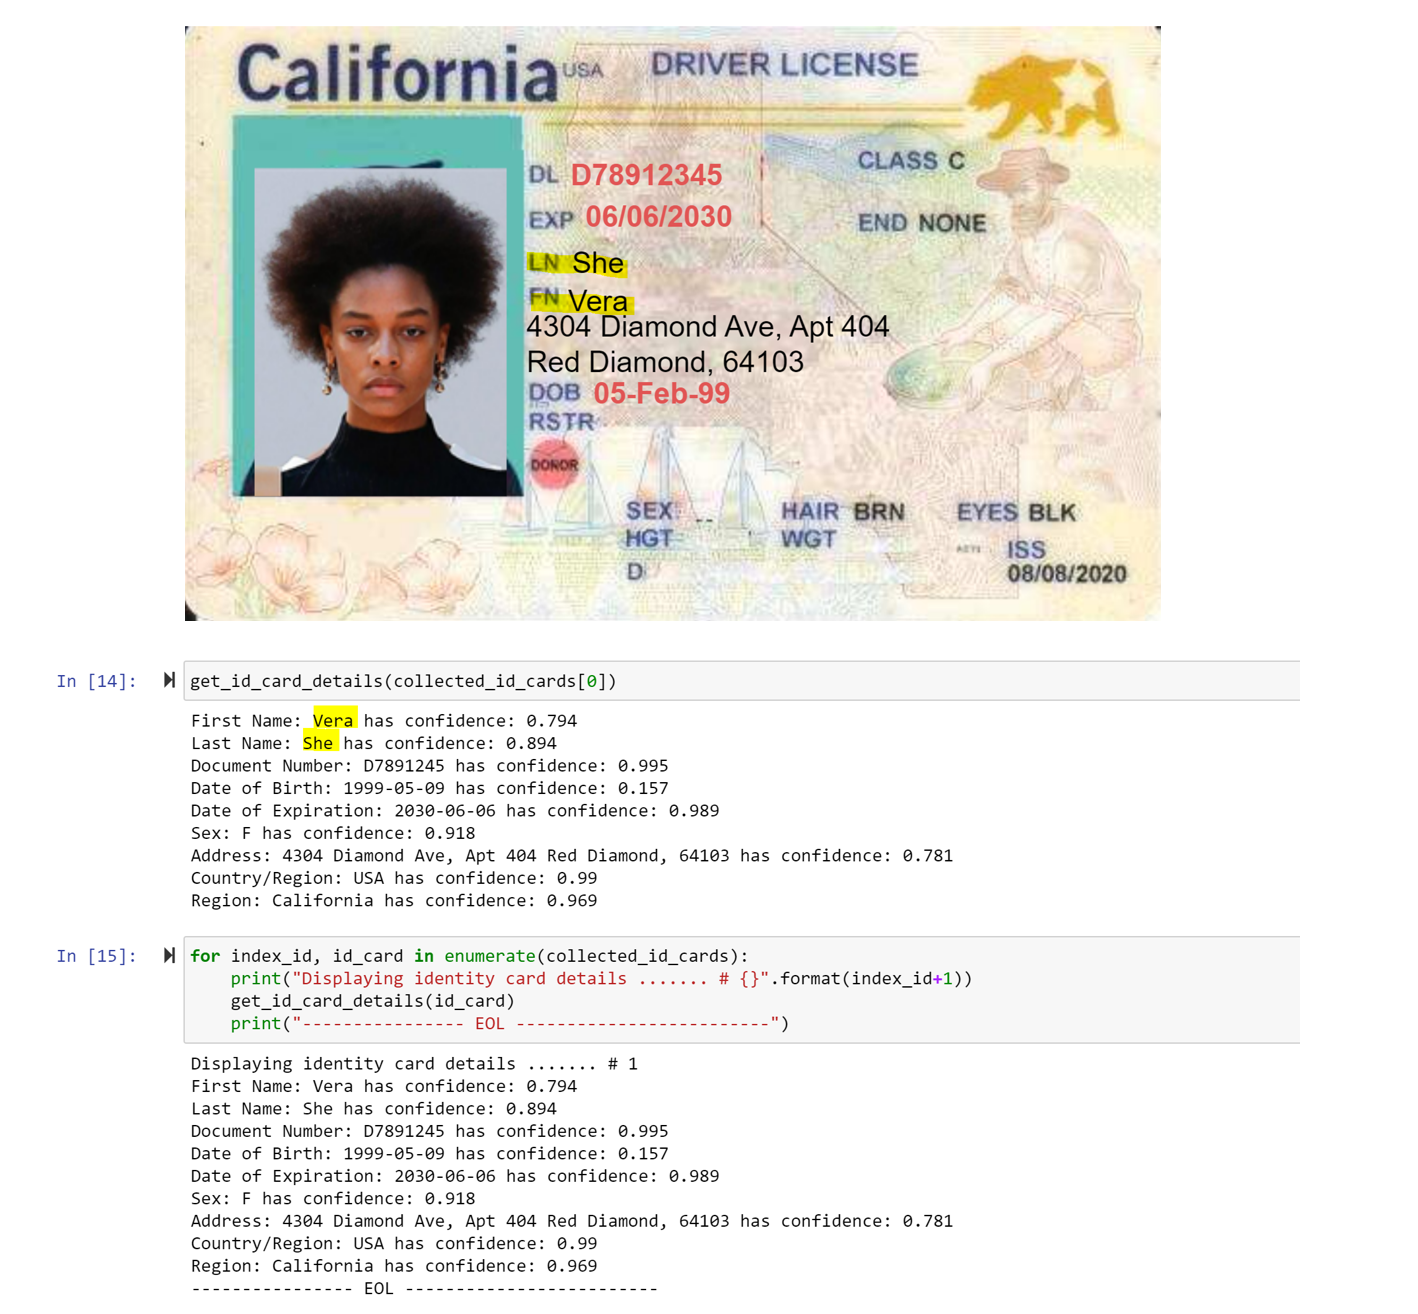 California USA DRIVER LICENSE
DL D78912345 CLASS C
EXP 06/06/2030 END NONE
LN She
FN Vera
4304 Diamond Ave, Apt 404
Red Diamond, 64103
DOB 05-Feb-99
RSTR
DONOR
SEX HAIR BRN EYES BLK
HGT WGT ISS
D 08/08/2020
In [14]: get_id_card_details(collected_id_cards[0])
First Name: Vera has confidence: 0.794
Last Name: She has confidence: 0.894
Document Number: D7891245 has confidence: 0.995
Date of Birth: 1999-05-09 has confidence: 0.157
Date of Expiration: 2030-06-06 has confidence: 0.989
Sex: F has confidence: 0.918
Address: 4304 Diamond Ave, Apt 404 Red Diamond, 64103 has confidence: 0.781
Country/Region: USA has confidence: 0.99
Region: California has confidence: 0.969
In [15]: for index_id, id_card in enumerate(collected_id_cards):
print("Displaying identity card details ....... # {}".format(index_id+1))
get_id_card_details(id_card)
print("---------------- EOL -------------------------")
Displaying identity card details ....... # 1
First Name: Vera has confidence: 0.794
Last Name: She has confidence: 0.894
Document Number: D7891245 has confidence: 0.995
Date of Birth: 1999-05-09 has confidence: 0.157
Date of Expiration: 2030-06-06 has confidence: 0.989
Sex: F has confidence: 0.918
Address: 4304 Diamond Ave, Apt 404 Red Diamond, 64103 has confidence: 0.781
Country/Region: USA has confidence: 0.99
Region: California has confidence: 0.969
---------------- EOL -------------------------